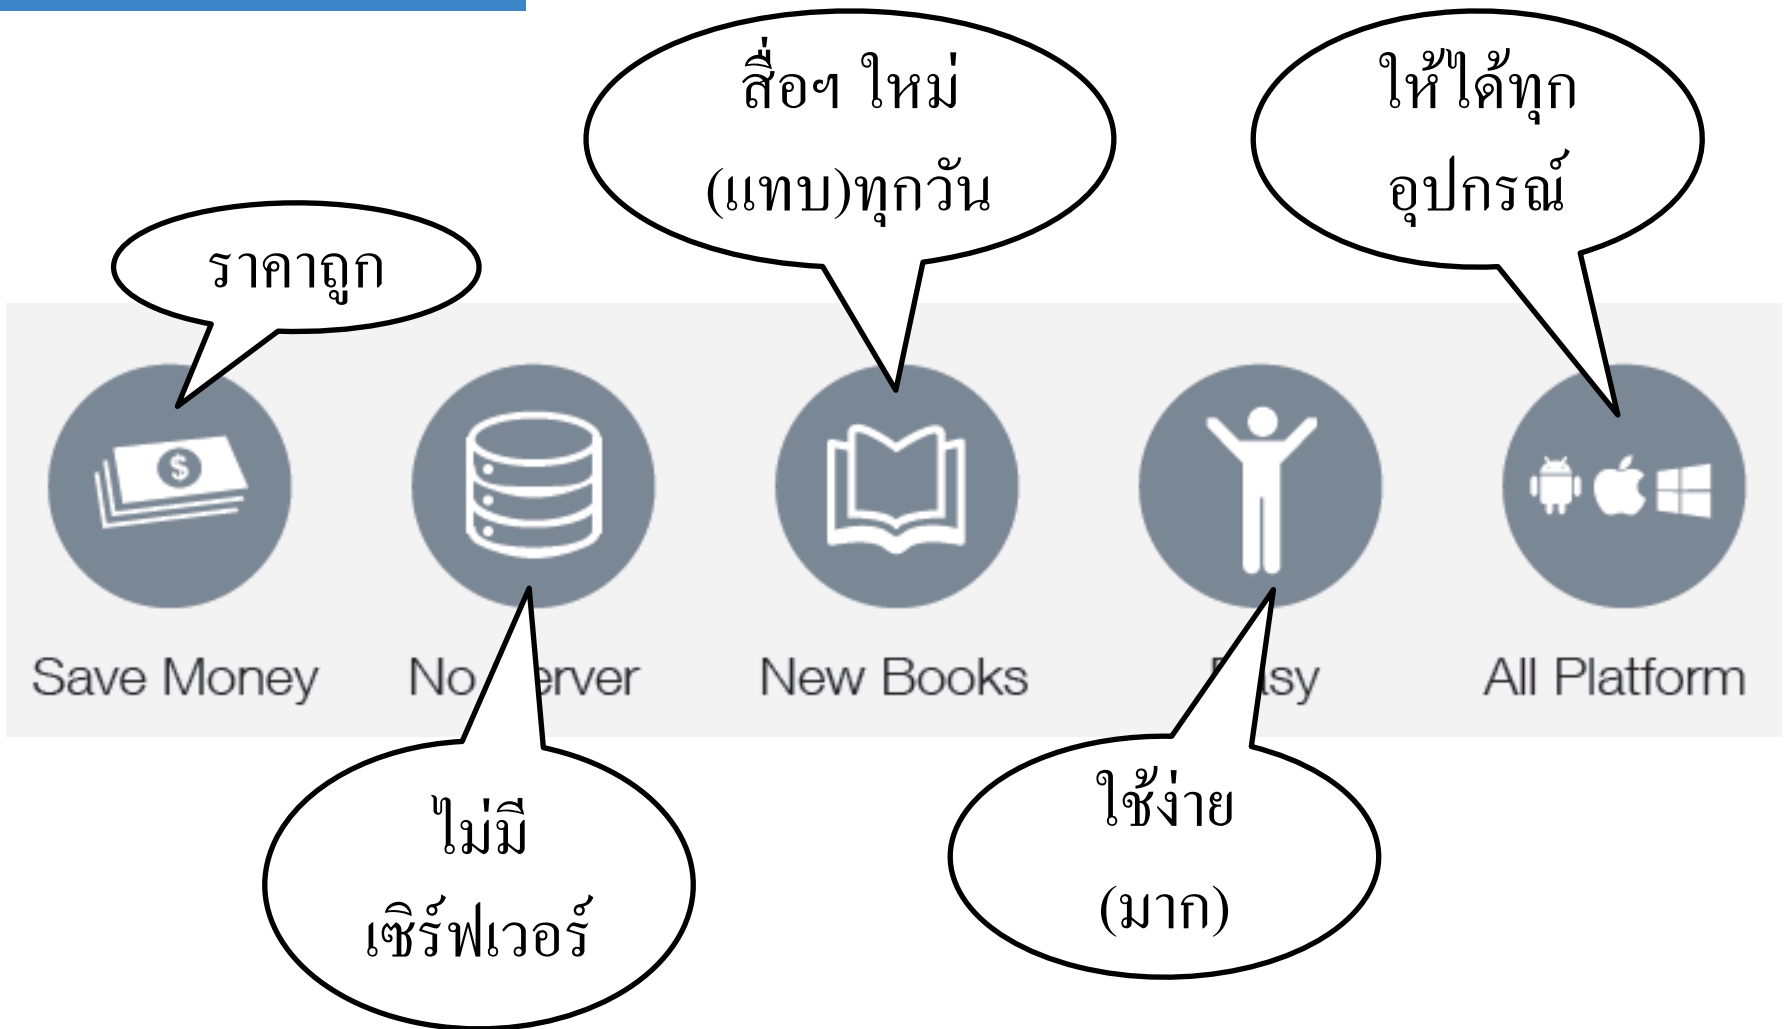 สื่อฯ ใหม่
(แทบ)ทุกวัน
ให้ได้ทุก
อุปกรณ์
ราคาถูก
$
Save Money
No
New Books
All Platform
ไม่มี
เซิร์ฟเวอร์
ใช้ง่าย
(มาก)